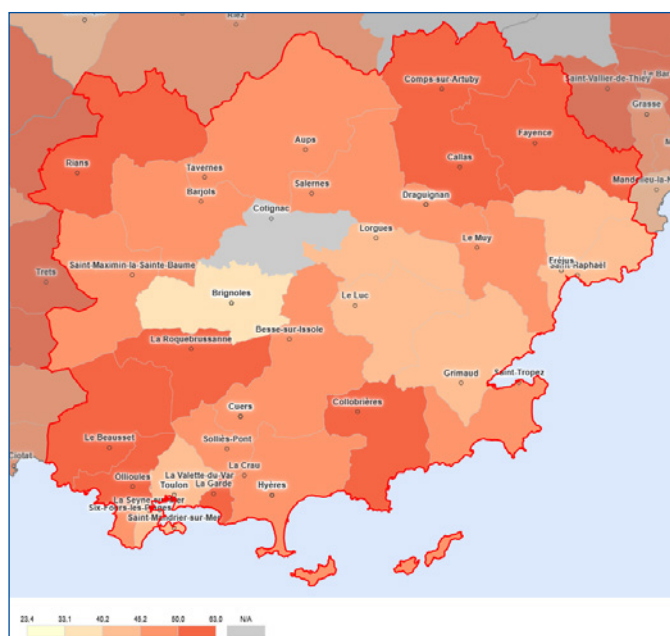 Riez
Comps-sur-Artuby
Saint-Vallier-de-Thiey
Grasse
Fayence
Aups
Callas
Rians
Tavernes
Salernes
Barjols
Draguignan
Cotignac
Lorgues
Le Muy
Saint-Maximin-la-Sainte-Baume
Fréjus
Saint-Raphaël
Trets
Brignoles
Le Luc
Besse-sur-Issole
La Roquebrussanne
Grimaud
Saint-Tropez
Collobrières
Cuers
Le Beausset
Solliès-Pont
La Crau
La Valette-du-Var
Ollioules
Toulon
La Garde
Hyères
La Seyne-sur-Mer
Six-Fours-les-Plages
Saint-Mandrier-sur-Mer
23.4 33.1 40.2 45.2 50.0 63.0 N/A